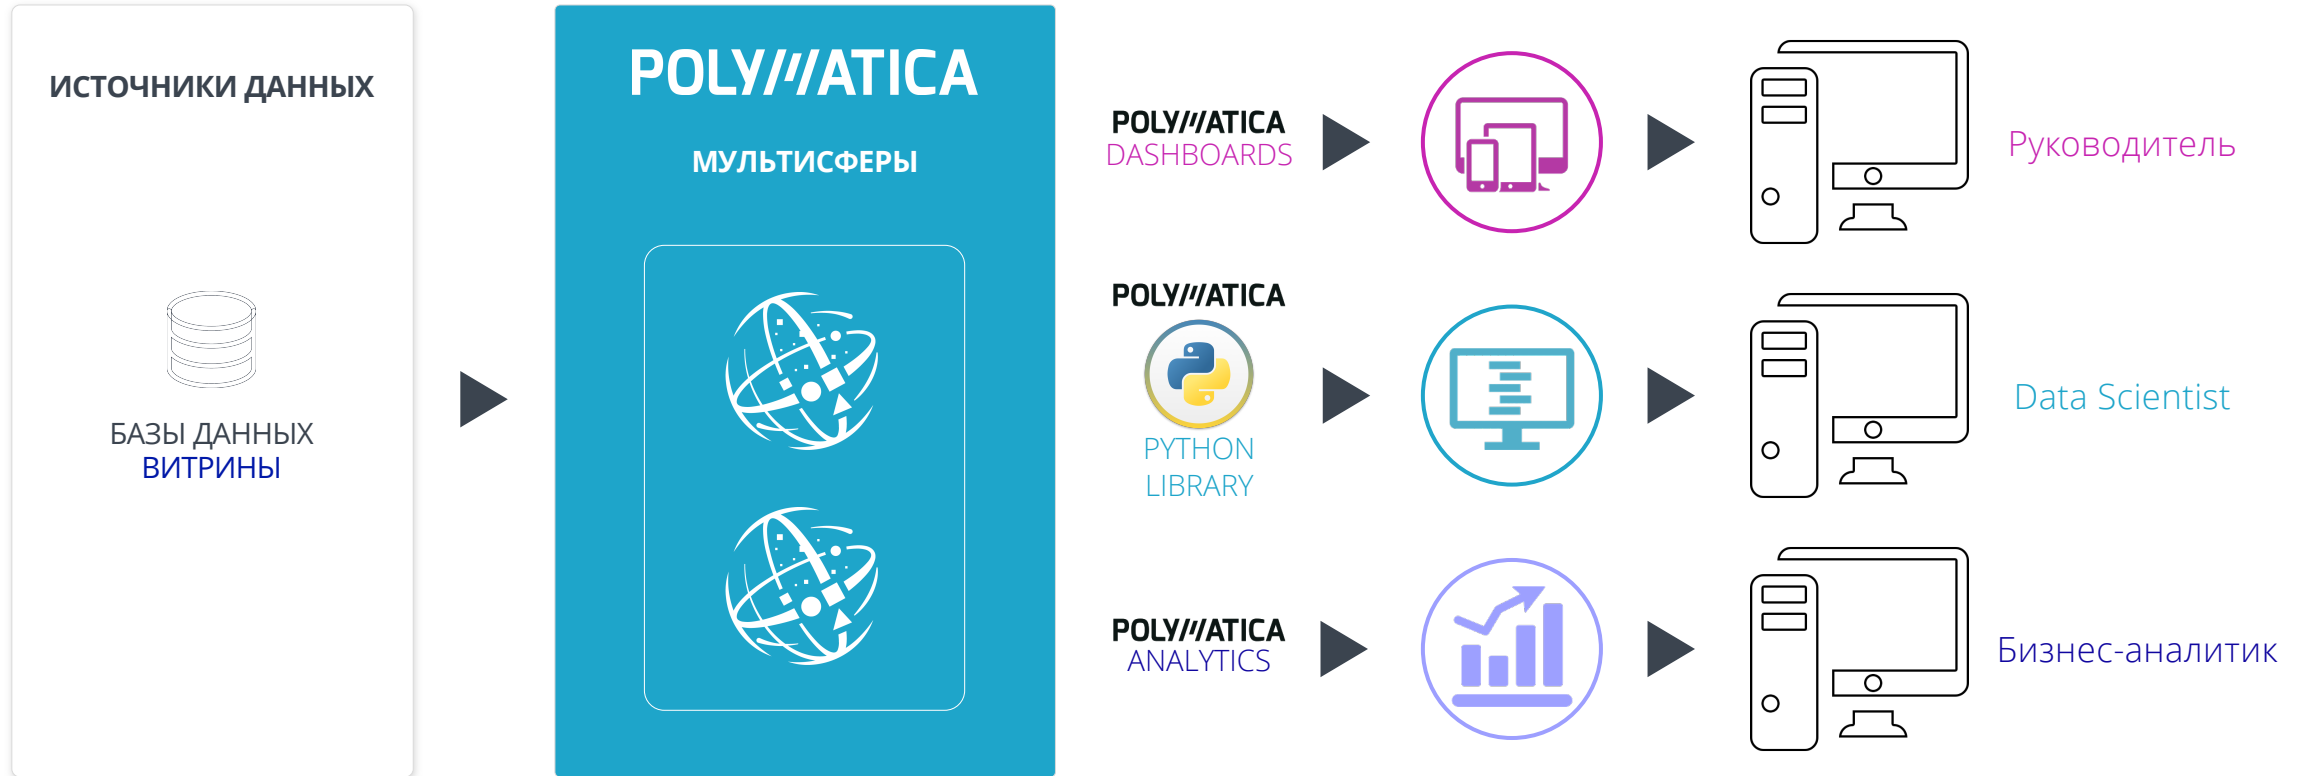 ИСТОЧНИКИ ДАННЫХ
БАЗЫ ДАННЫХ
ВИТРИНЫ
POLYMATICA
МУЛЬТИСФЕРЫ
POLYMATICA
DASHBOARDS
Руководитель
POLYMATICA
PYTHON
LIBRARY
Data Scientist
POLYMATICA
ANALYTICS
Бизнес-аналитик